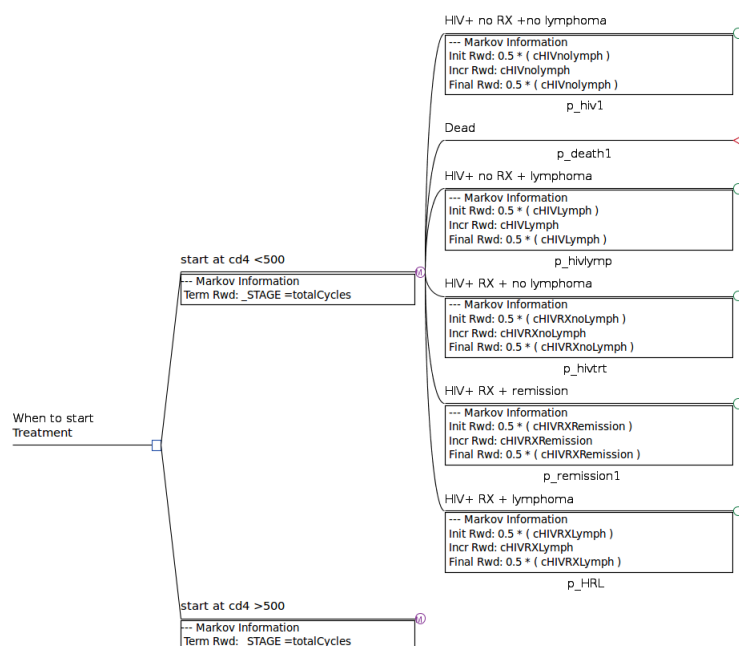 HIV+ no RX +no lymphoma
--- Markov Information
Init Rwd: 0.5 * ( cHIVnolymph )
Incr Rwd: cHIVnolymph
Final Rwd: 0.5 * ( cHIVnolymph )
p_hiv1
Dead
p_death1
HIV+ no RX + lymphoma
--- Markov Information
Init Rwd: 0.5 * ( cHIVLymph )
Incr Rwd: cHIVLymph
Final Rwd: 0.5 * ( cHIVLymph )
p_hivlymp
start at cd4 <500
M
--- Markov Information
Term Rwd: _STAGE =totalCycles
HIV+ RX + no lymphoma
--- Markov Information
Init Rwd: 0.5 * ( cHIVRXnoLymph )
Incr Rwd: cHIVRXnoLymph
Final Rwd: 0.5 * ( cHIVRXnoLymph )
p_hivtrt
HIV+ RX + remission
--- Markov Information
Init Rwd: 0.5 * ( cHIVRXRemission )
Incr Rwd: cHIVRXRemission
Final Rwd: 0.5 * ( cHIVRXRemission )
p_remission1
When to start
Treatment
HIV+ RX + lymphoma
--- Markov Information
Init Rwd: 0.5 * ( cHIVRXLymph )
Incr Rwd: cHIVRXLymph
Final Rwd: 0.5 * ( cHIVRXLymph )
p_HRL
start at cd4 >500
M
--- Markov Information
Term Rwd: _STAGE =totalCycles